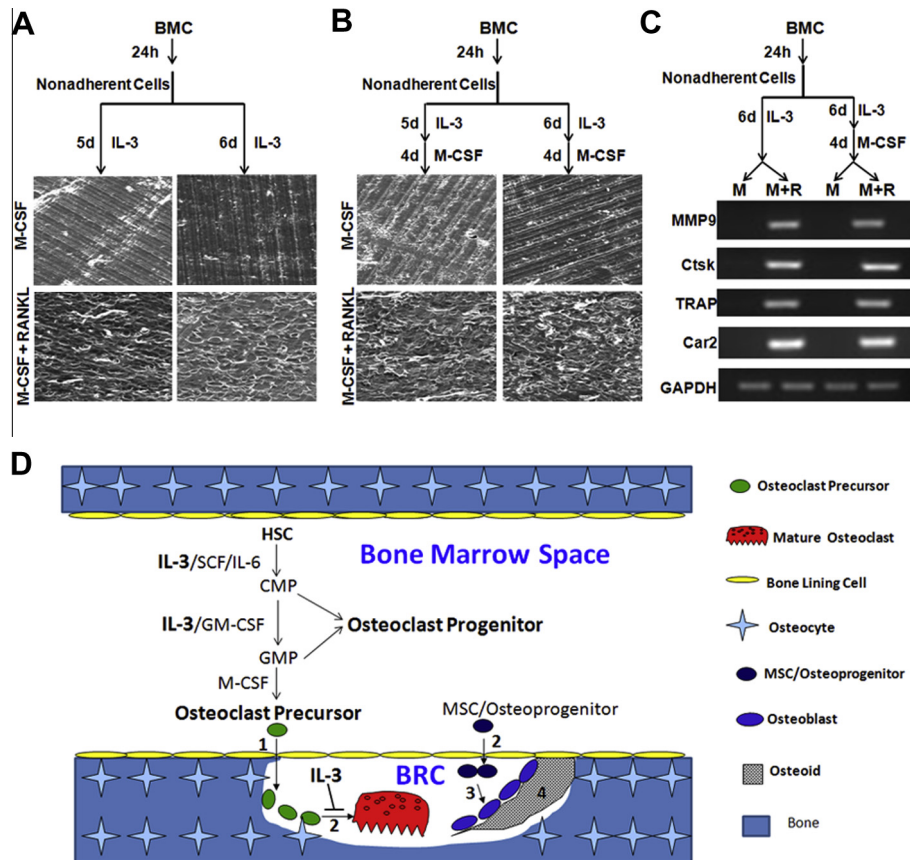 A
BMC
24h
Nonadherent Cells
5d IL-3
6d IL-3
M-CSF
M-CSF + RANKL
B
BMC
24h
Nonadherent Cells
5d IL-3
6d IL-3
4d M-CSF
4d M-CSF
M-CSF
M-CSF + RANKL
C
BMC
24h
Nonadherent Cells
6d IL-3
6d IL-3
4d M-CSF
M M+R M M+R
MMP9
Ctsk
TRAP
Car2
GAPDH
D
HSC
IL-3/SCF/IL-6
Bone Marrow Space
CMP
IL-3/GM-CSF
Osteoclast Progenitor
GMP
M-CSF
Osteoclast Precursor
MSC/Osteoprogenitor
1
2
BRC
IL-3
3
4
2
Osteoclast Precursor
Mature Osteoclast
Bone Lining Cell
Osteocyte
MSC/Osteoprogenitor
Osteoblast
Osteoid
Bone